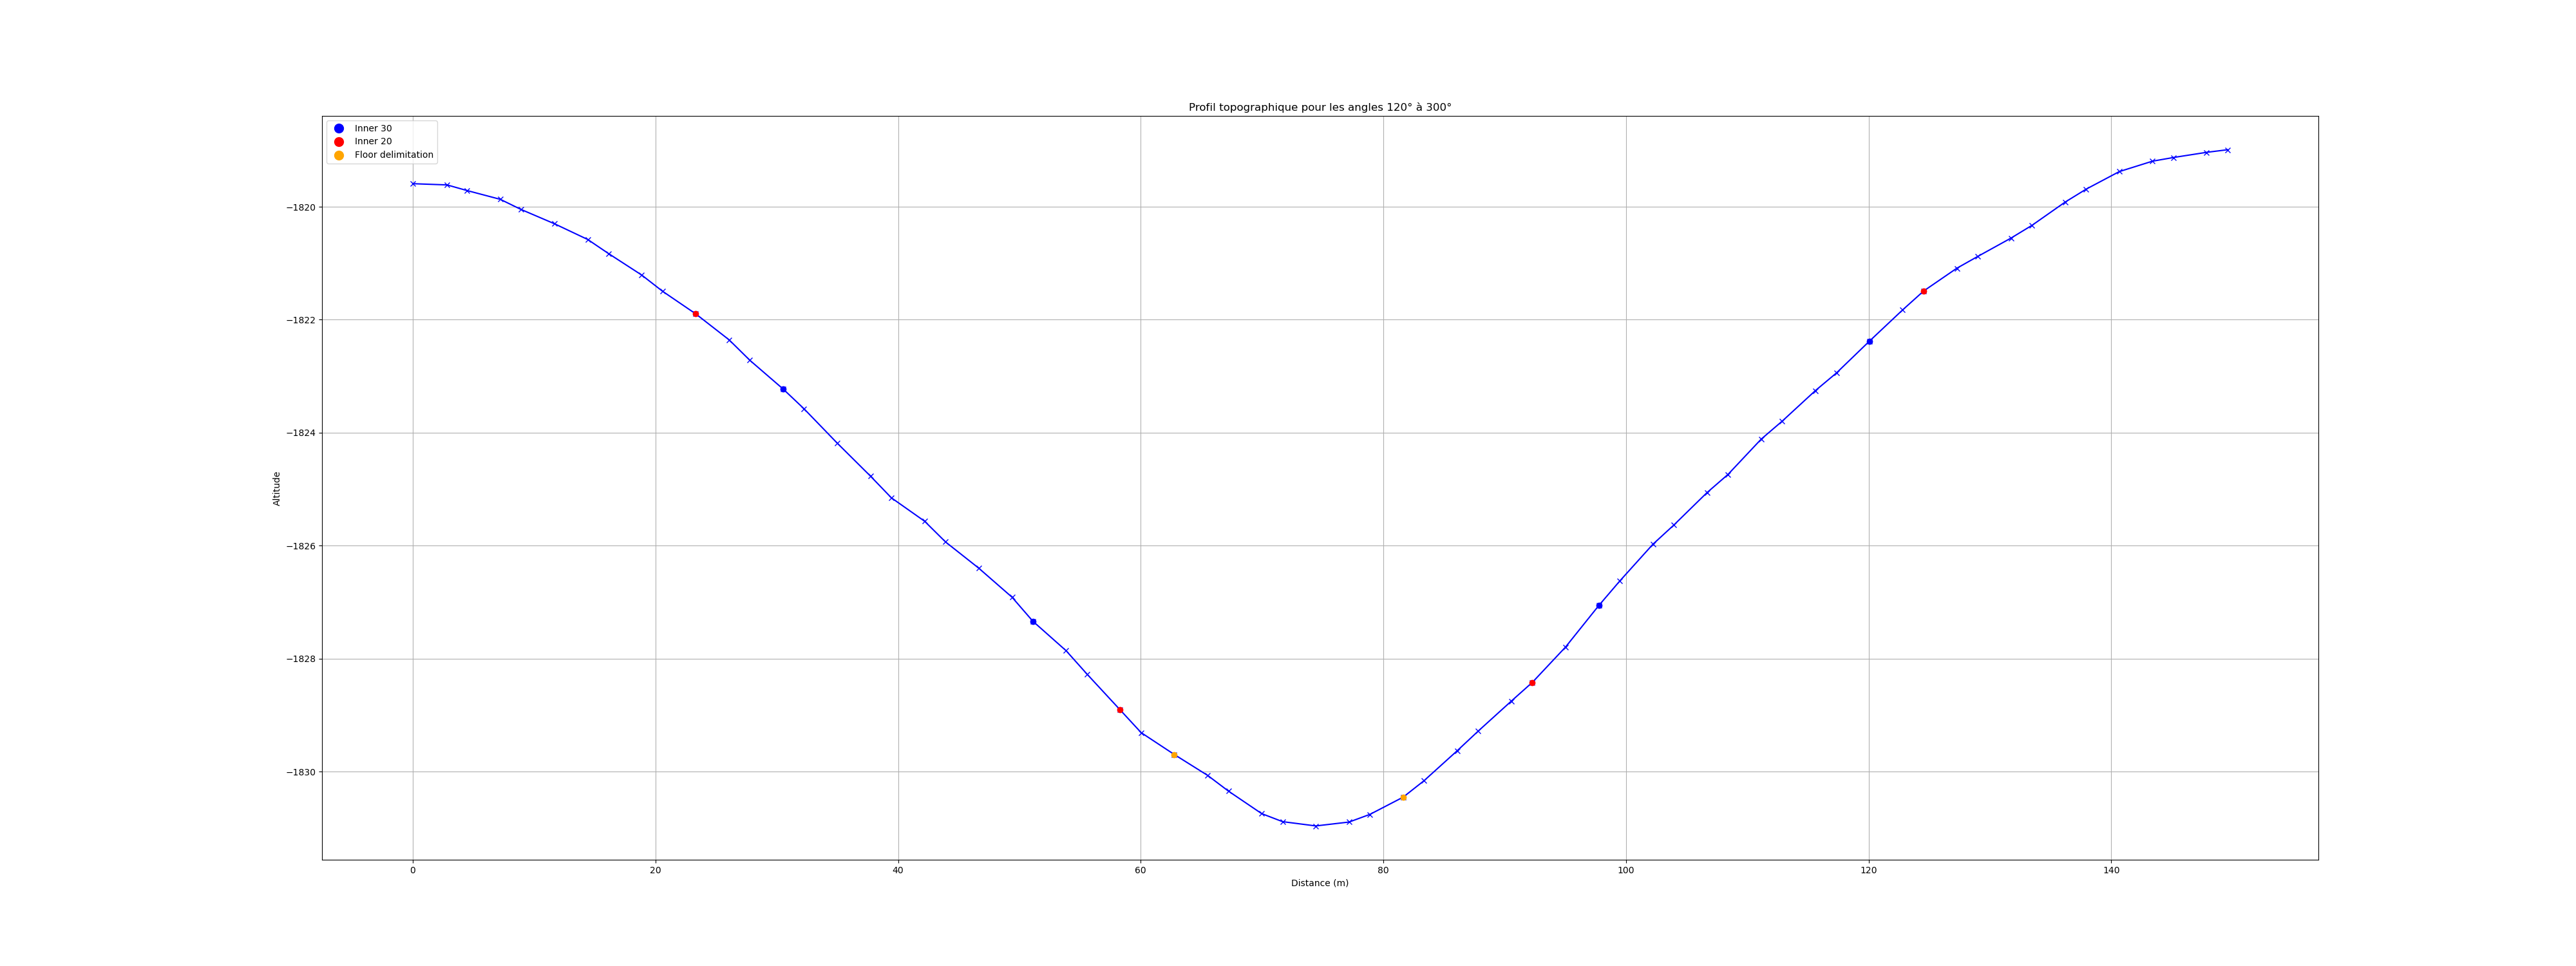 Profil topographique pour les angles 120° à 300°
Inner 30
Inner 20
Floor delimitation
Altitude
−1820
−1822
−1824
−1826
−1828
−1830
0 20 40 60 80 100 120 140
Distance (m)